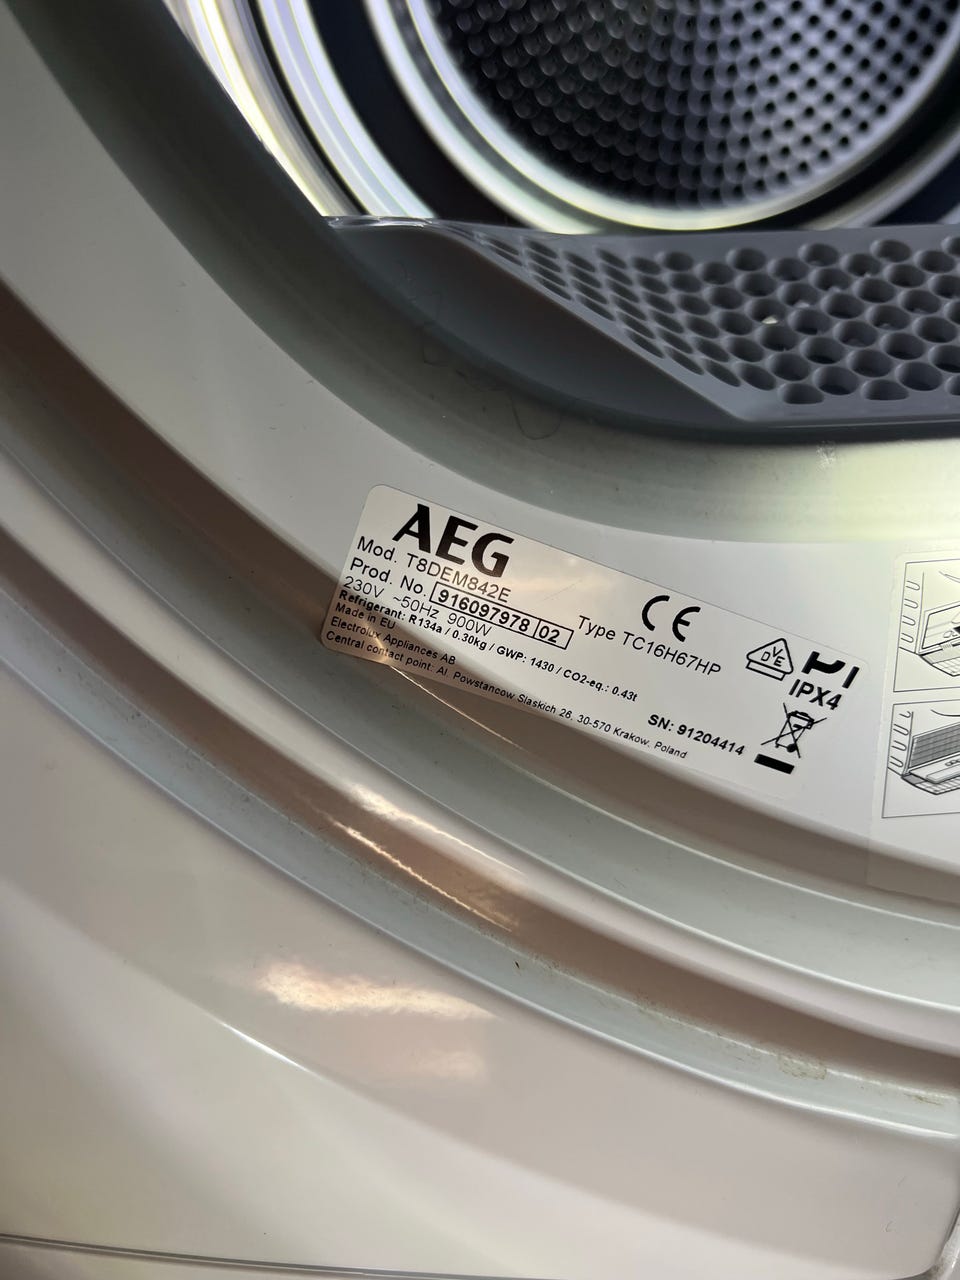 AEG
Mod. T8DEM842E
Prod. No. 916097978 02
Type TC16H67HP
230V ~50Hz 900W
Refrigerant: R134a / 0.30kg / GWP: 1430 / CO2-eq.: 0.43t
Made in EU
Electrolux Appliances AB
Central contact point: Al. Powstancow Slaskich 26, 30-570 Krakow, Poland
CE
DVE
IPX4
SN: 91204414